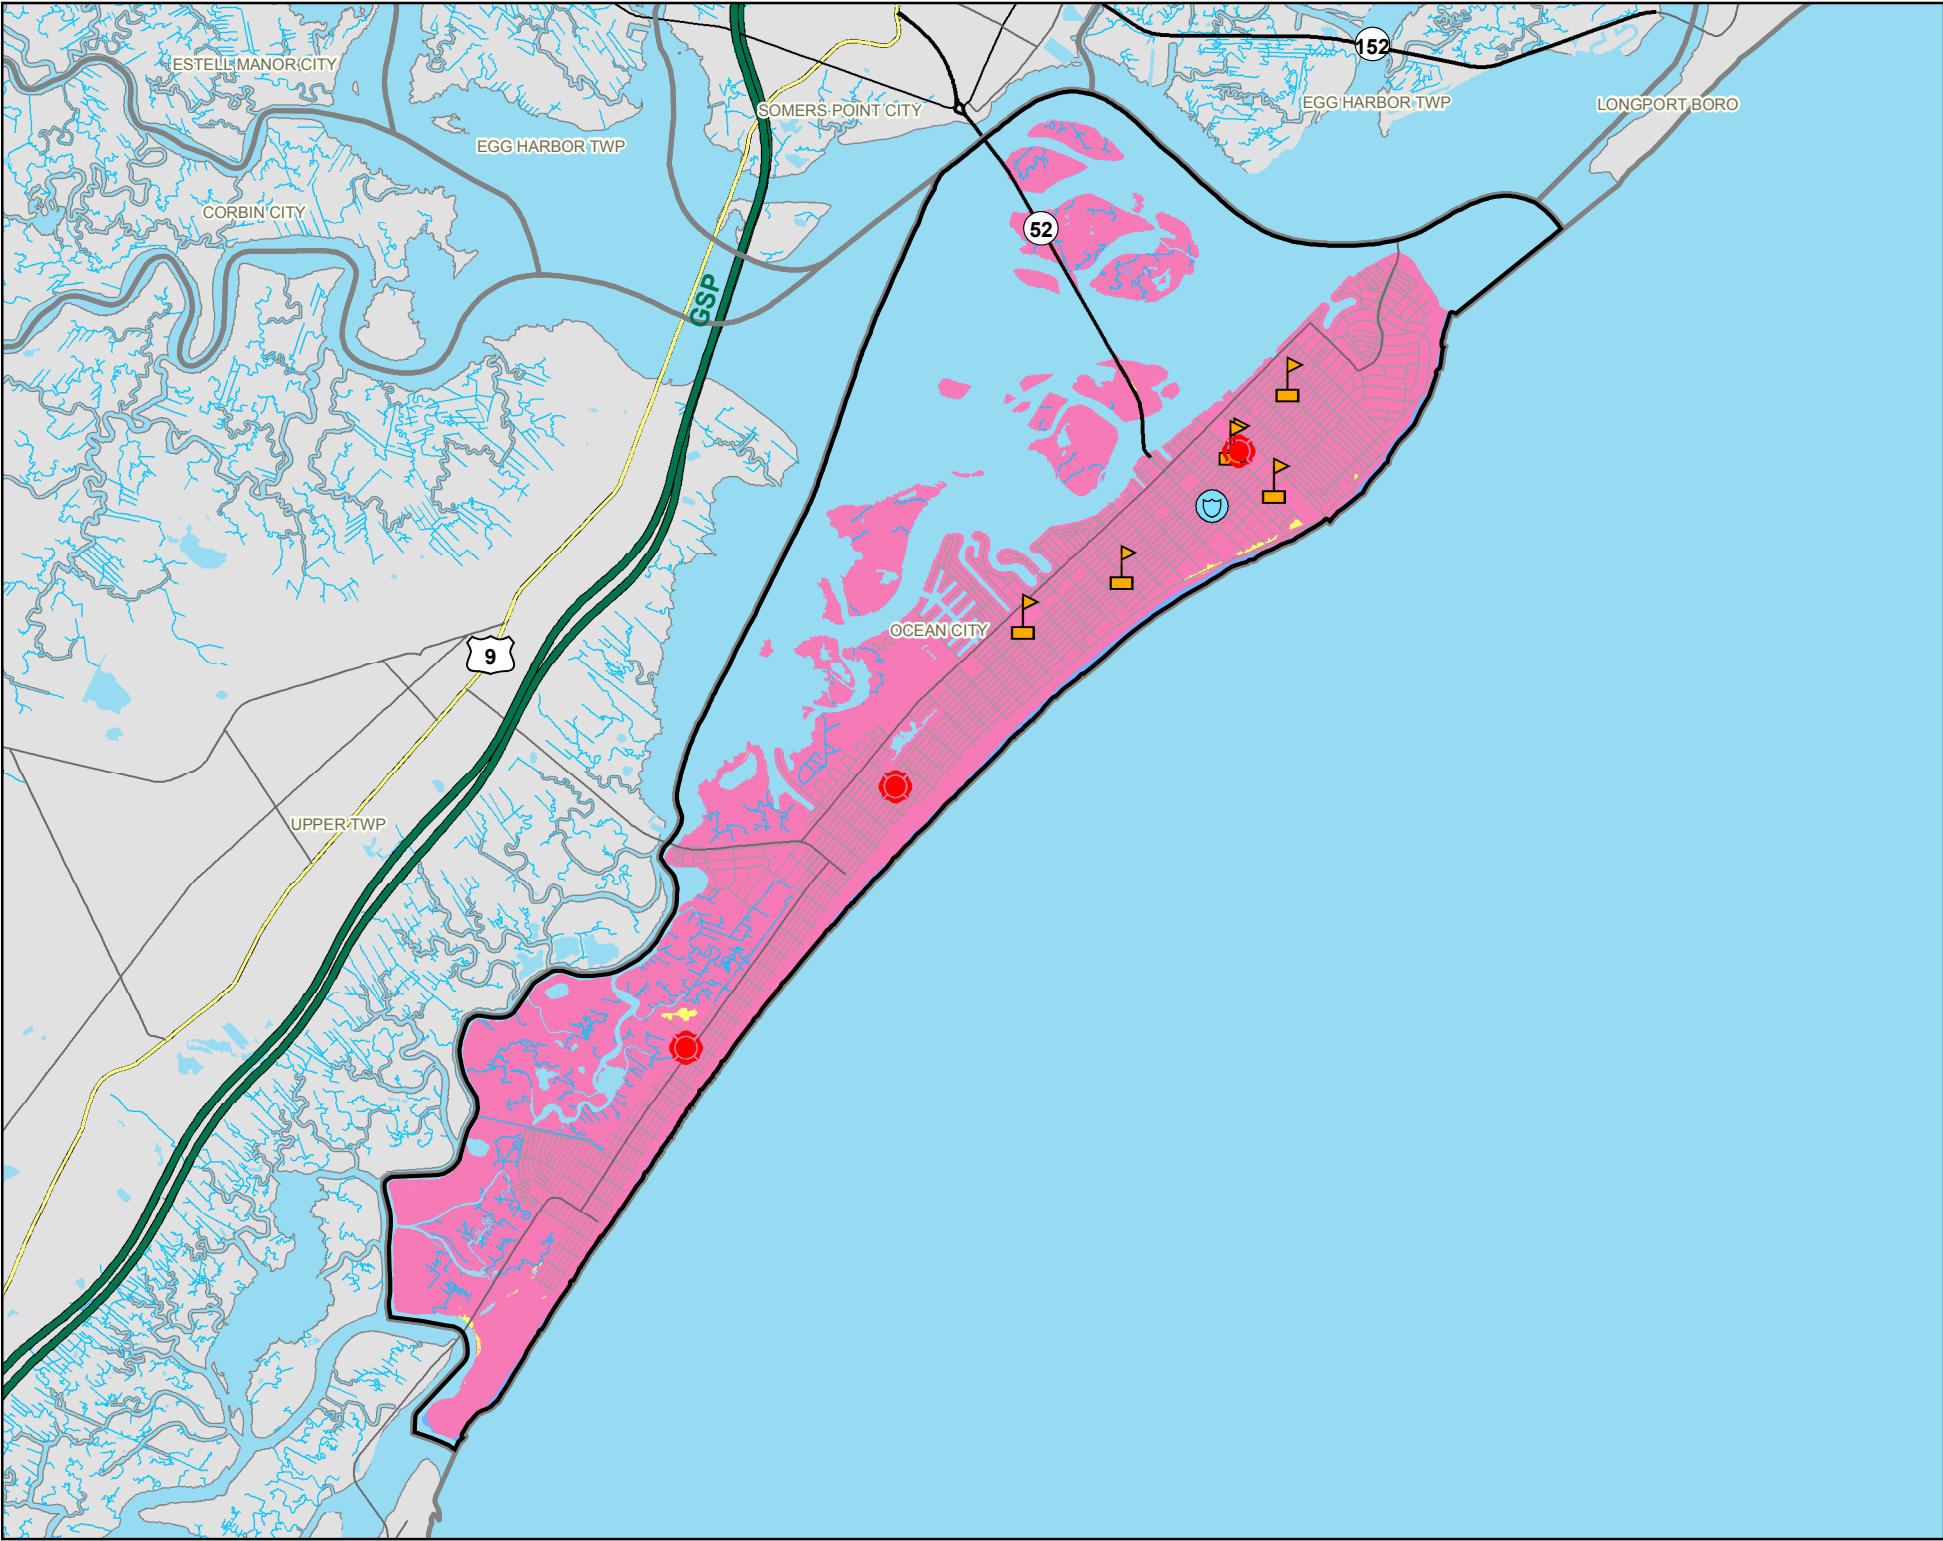 152
ESTELL MANOR CITY
EGG HARBOR TWP
LONGPORT BORO
SOMERS POINT CITY
EGG HARBOR TWP
CORBIN CITY
52
GSP
OCEAN CITY
9
UPPER TWP